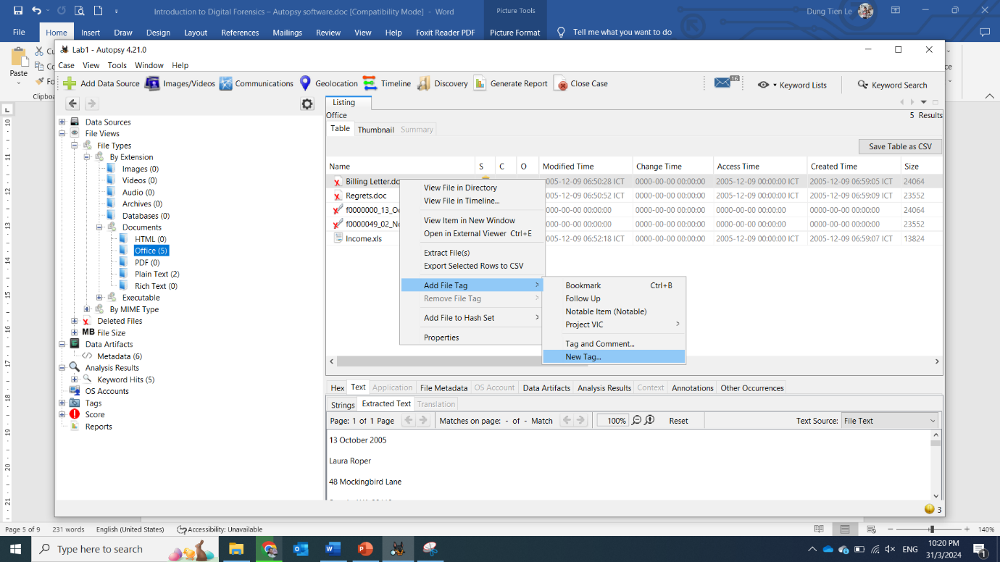 Introduction to Digital Forensics – Autopsy software.doc [Compatibility Mode] - Word
Picture Tools
Dung Tien Le
File Home Insert Draw Design Layout References Mailings Review View Help Foxit Reader PDF Picture Format Tell me what you want to do
Paste
Lab1 - Autopsy 4.21.0
Case View Tools Window Help
Add Data Source Images/Videos Communications Geolocation Timeline Discovery Generate Report Close Case 16 Keyword Lists Keyword Search
Data Sources
File Views
File Types
By Extension
Images (0)
Videos (0)
Audio (0)
Archives (0)
Databases (0)
Documents
HTML (0)
Office (5)
PDF (0)
Plain Text (2)
Rich Text (0)
Executable
By MIME Type
Deleted Files
MB File Size
Data Artifacts
Metadata (6)
Analysis Results
Keyword Hits (5)
OS Accounts
Tags
Score
Reports
Listing
Office
5 Results
Table Thumbnail Summary
Save Table as CSV
Name S C O Modified Time Change Time Access Time Created Time Size
Billing Letter.doc 2005-12-09 06:50:28 ICT 0000-00-00 00:00:00 2005-12-09 00:00:00 ICT 2005-12-09 06:59:05 ICT 24064
Regrets.doc 2005-12-09 06:50:52 ICT 0000-00-00 00:00:00 2005-12-09 00:00:00 ICT 2005-12-09 06:59:06 ICT 23552
f0000000_13_Oc 0000-00-00 00:00:00 0000-00-00 00:00:00 0000-00-00 00:00:00 0000-00-00 00:00:00 24064
f0000049_02_No 0000-00-00 00:00:00 0000-00-00 00:00:00 0000-00-00 00:00:00 0000-00-00 00:00:00 23552
Income.xls 2005-12-09 06:52:18 ICT 0000-00-00 00:00:00 2005-12-09 00:00:00 ICT 2005-12-09 06:59:07 ICT 13824
View File in Directory
View File in Timeline...
View Item in New Window
Open in External Viewer Ctrl+E
Extract File(s)
Export Selected Rows to CSV
Add File Tag
Remove File Tag
Add File to Hash Set
Properties
Bookmark Ctrl+B
Follow Up
Notable Item (Notable)
Project VIC
Tag and Comment...
New Tag...
Hex Text Application File Metadata OS Account Data Artifacts Analysis Results Context Annotations Other Occurrences
Strings Extracted Text Translation
Page: 1 of 1 Page Matches on page: - of - Match 100% Reset Text Source: File Text
13 October 2005
Laura Roper
48 Mockingbird Lane
3
Page 5 of 9 231 words English (United States) Accessibility: Unavailable 140%
Type here to search
ENG
10:20 PM
31/3/2024
1